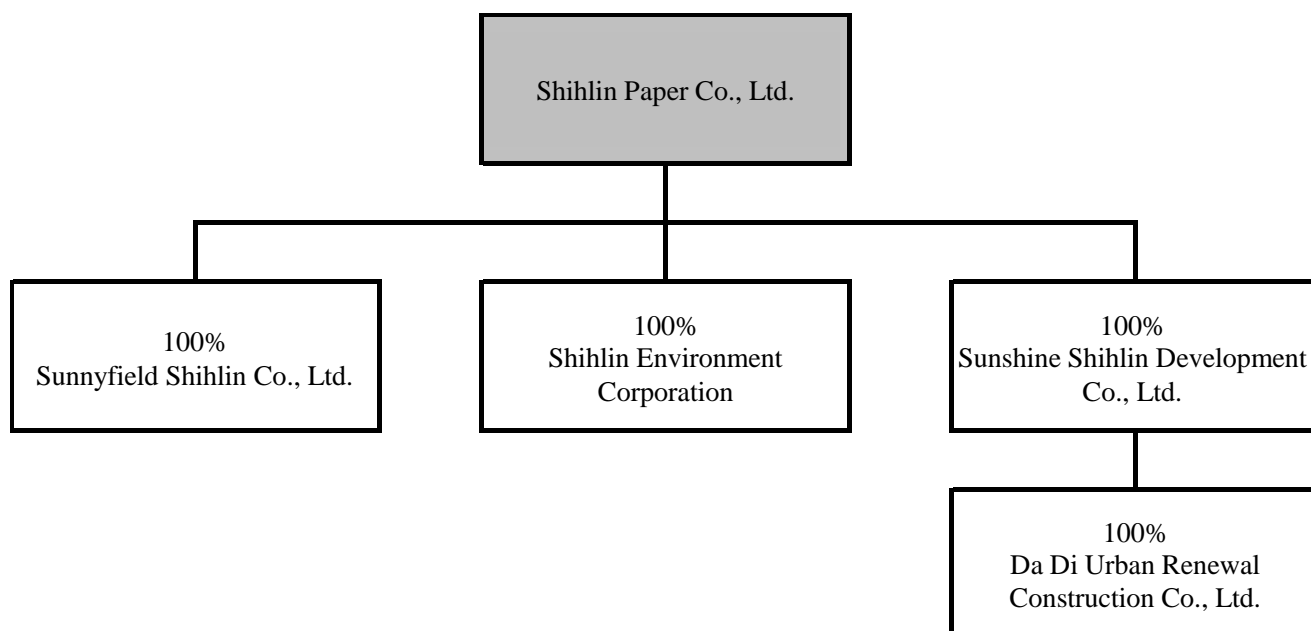 Shihlin Paper Co., Ltd.
100%
Sunnyfield Shihlin Co., Ltd.
100%
Shihlin Environment
Corporation
100%
Sunshine Shihlin Development
Co., Ltd.
100%
Da Di Urban Renewal
Construction Co., Ltd.